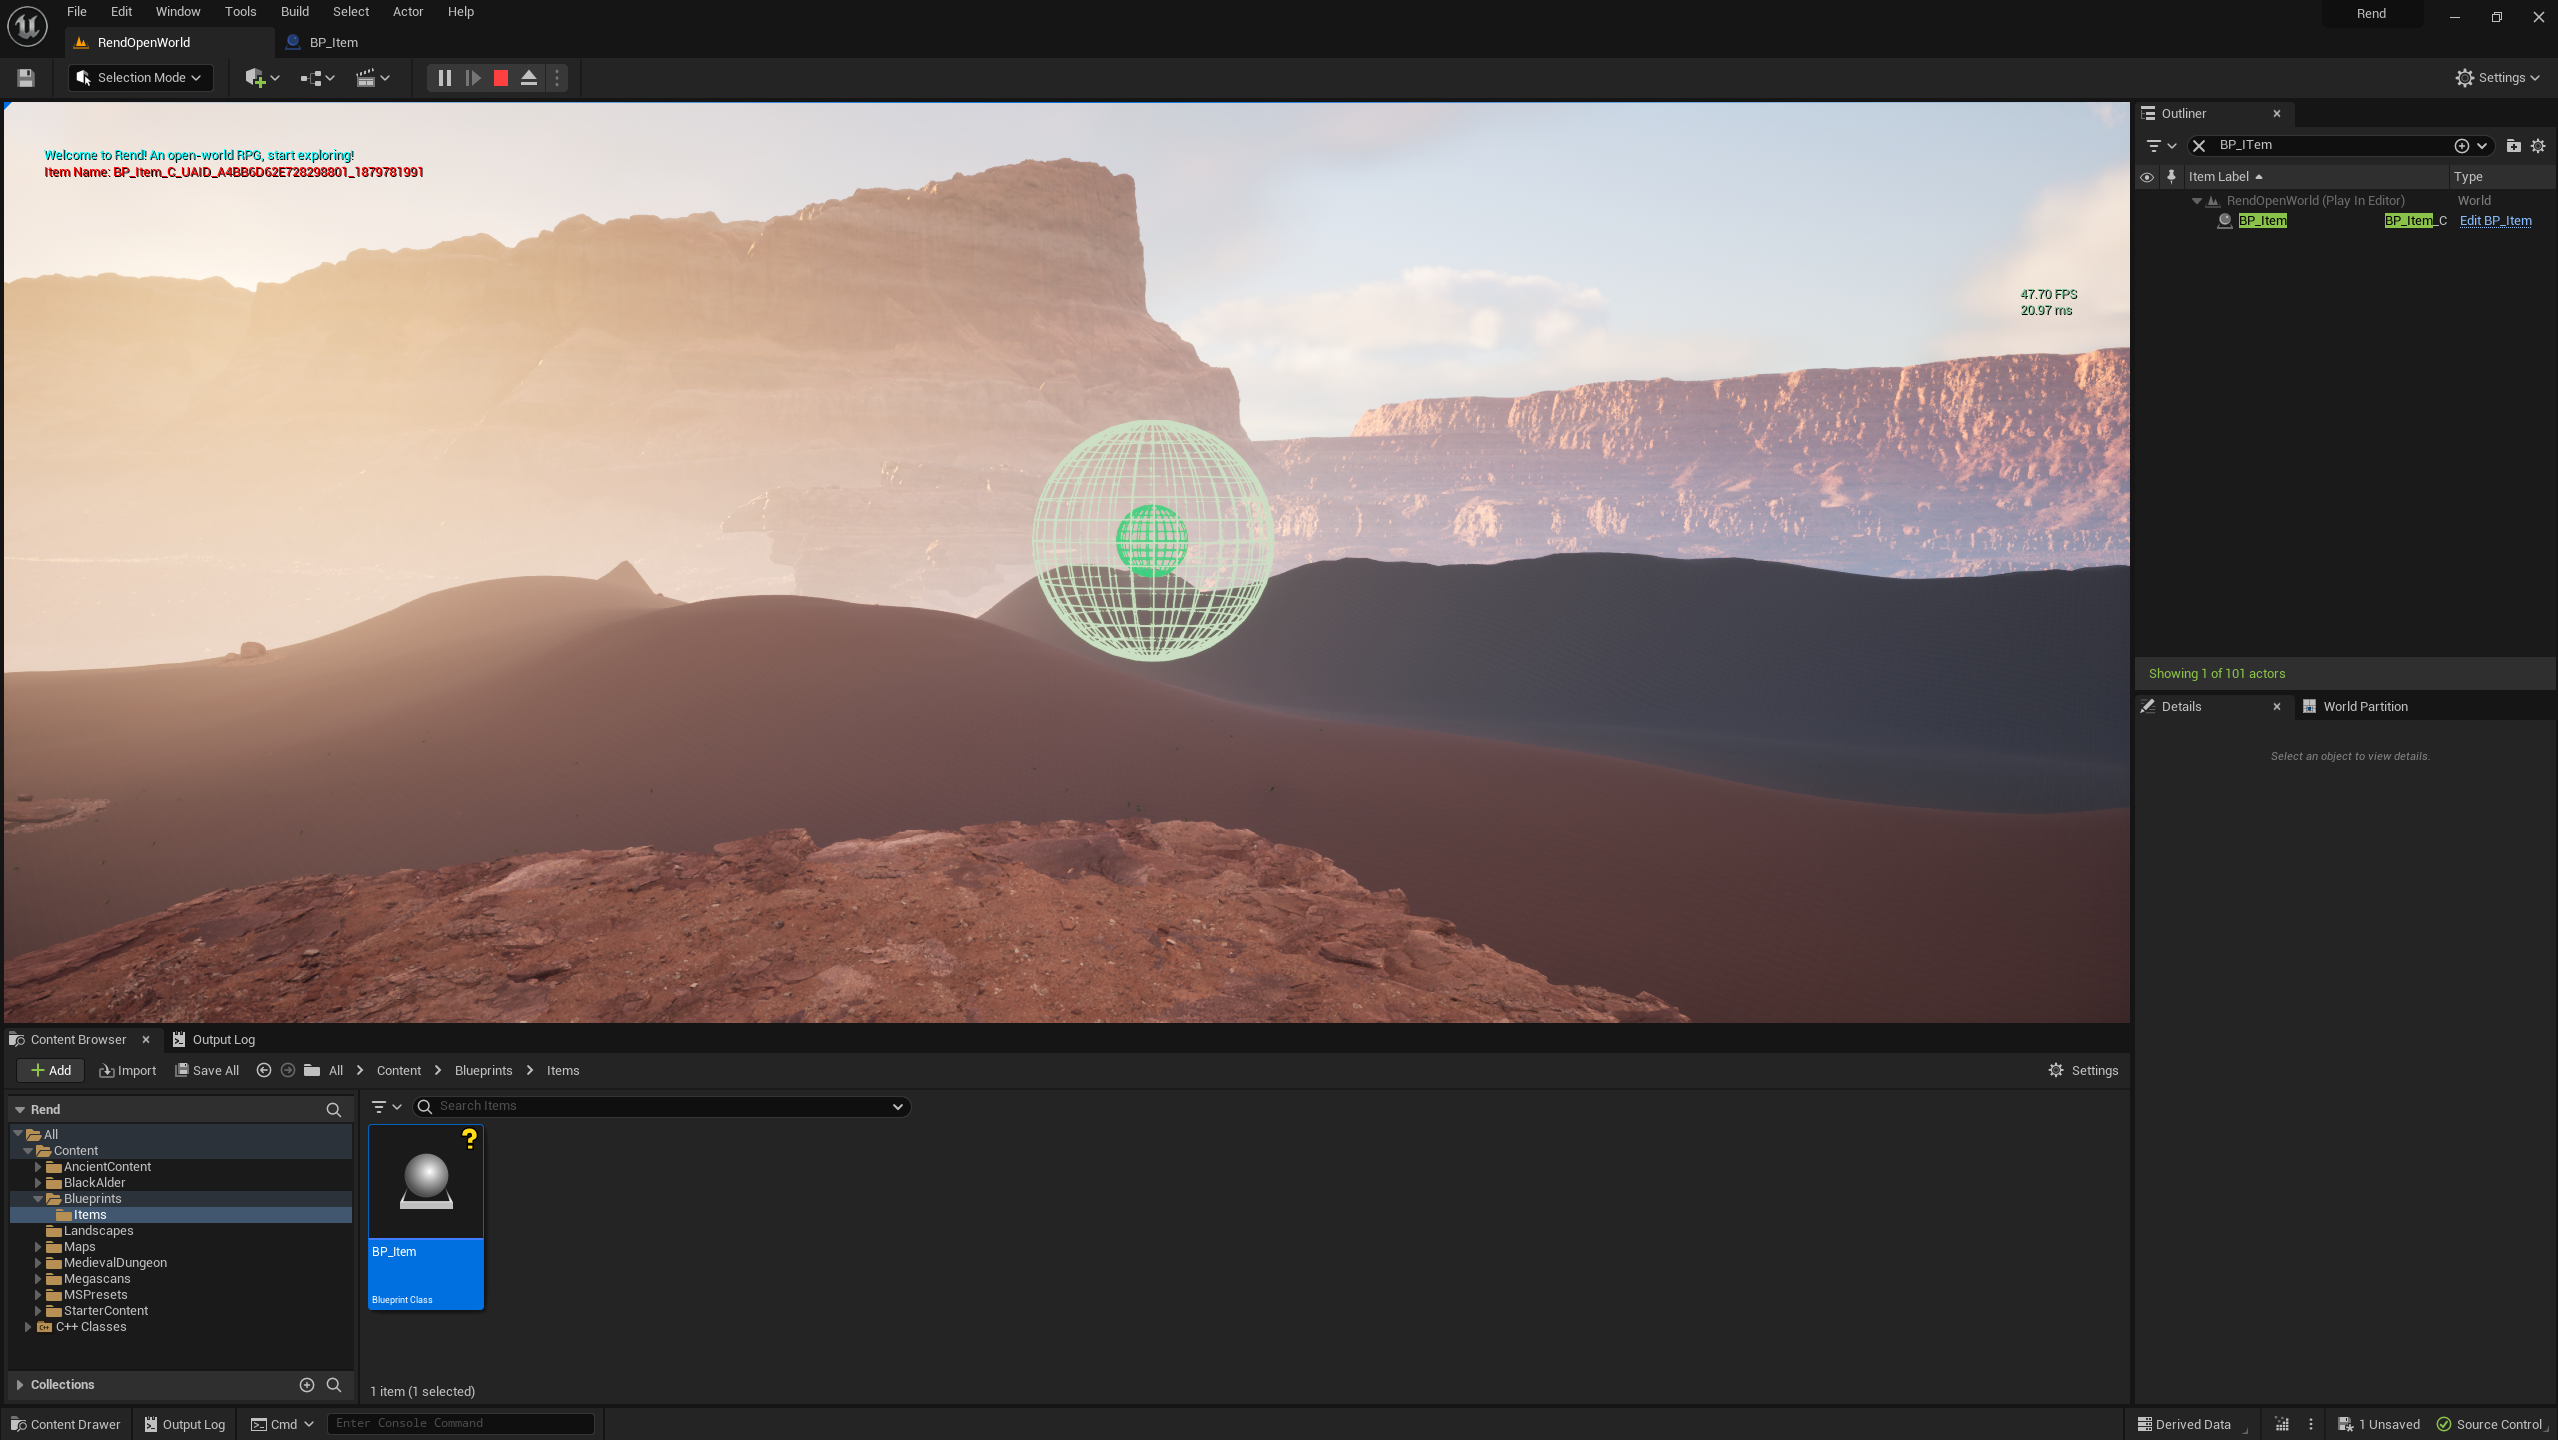 File Edit Window Tools Build Select Actor Help
Rend
RendOpenWorld
BP_Item
Selection Mode
Settings
Welcome to Rend! An open-world RPG, start exploring!
Item Name: BP_Item_C_UAID_A4BB6D62E728298801_1879781991
47.70 FPS
20.97 ms
Outliner
BP_ITem
Item Label Type
RendOpenWorld (Play In Editor) World
BP_Item BP_Item_C Edit BP_Item
Showing 1 of 101 actors
Details World Partition
Select an object to view details.
Content Browser Output Log
Add Import Save All All Content Blueprints Items Settings
Rend
Search Items
All
Content
AncientContent
BlackAlder
Blueprints
Items
Landscapes
Maps
MedievalDungeon
Megascans
MSPresets
StarterContent
C++ Classes
?
BP_Item
Blueprint Class
Collections
1 item (1 selected)
Content Drawer Output Log Cmd Enter Console Command
Derived Data 1 Unsaved Source Control